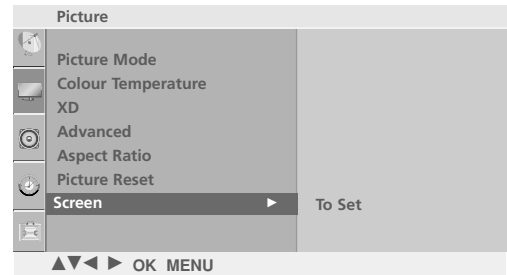 Picture
Picture Mode
Colour Temperature
XD
Advanced
Aspect Ratio
Picture Reset
Screen ► To Set
▲▼◄ ► OK MENU